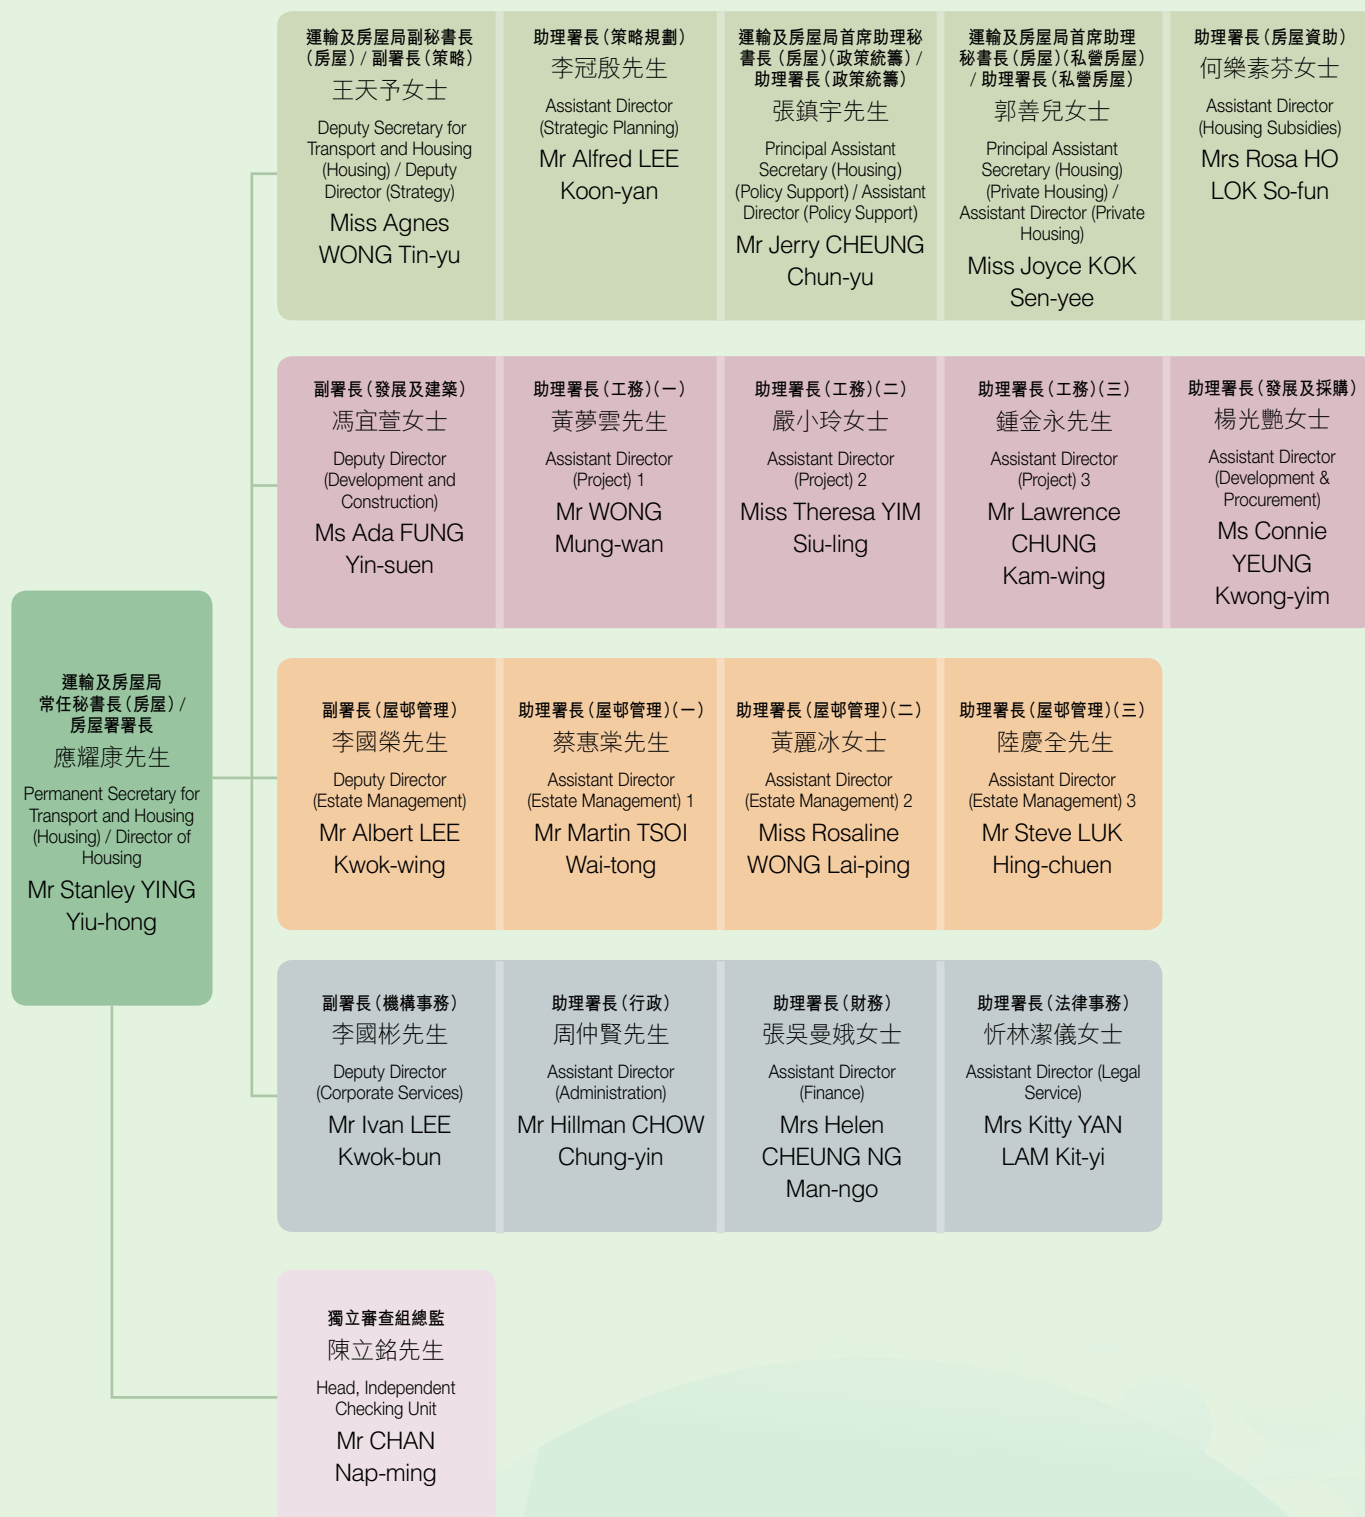 運輸及房屋局副秘書長
（房屋）/ 副署長（策略）
王天予女士
Deputy Secretary for
Transport and Housing
(Housing) / Deputy
Director (Strategy)
Miss Agnes
WONG Tin-yu
助理署長（策略規劃）
李冠殷先生
Assistant Director
(Strategic Planning)
Mr Alfred LEE
Koon-yan
運輸及房屋局首席助理秘
書長（房屋）（政策統籌）/
助理署長（政策統籌）
張鎮宇先生
Principal Assistant
Secretary (Housing)
(Policy Support) / Assistant
Director (Policy Support)
Mr Jerry CHEUNG
Chun-yu
運輸及房屋局首席助理
秘書長（房屋）（私營房屋）
/ 助理署長（私營房屋）
郭善兒女士
Principal Assistant
Secretary (Housing)
(Private Housing) /
Assistant Director (Private
Housing)
Miss Joyce KOK
Sen-yee
助理署長（房屋資助）
何樂素芬女士
Assistant Director
(Housing Subsidies)
Mrs Rosa HO
LOK So-fun
副署長（發展及建築）
馮宜萱女士
Deputy Director
(Development and
Construction)
Ms Ada FUNG
Yin-suen
助理署長（工務）（一）
黃夢雲先生
Assistant Director
(Project) 1
Mr WONG
Mung-wan
助理署長（工務）（二）
嚴小玲女士
Assistant Director
(Project) 2
Miss Theresa YIM
Siu-ling
助理署長（工務）（三）
鍾金永先生
Assistant Director
(Project) 3
Mr Lawrence
CHUNG
Kam-wing
助理署長（發展及採購）
楊光艷女士
Assistant Director
(Development &
Procurement)
Ms Connie
YEUNG
Kwong-yim
運輸及房屋局
常任秘書長（房屋）/
房屋署署長
應耀康先生
Permanent Secretary for
Transport and Housing
(Housing) / Director of
Housing
Mr Stanley YING
Yiu-hong
副署長（屋邨管理）
李國榮先生
Deputy Director
(Estate Management)
Mr Albert LEE
Kwok-wing
助理署長（屋邨管理）（一）
蔡惠棠先生
Assistant Director
(Estate Management) 1
Mr Martin TSOI
Wai-tong
助理署長（屋邨管理）（二）
黃麗冰女士
Assistant Director
(Estate Management) 2
Miss Rosaline
WONG Lai-ping
助理署長（屋邨管理）（三）
陸慶全先生
Assistant Director
(Estate Management) 3
Mr Steve LUK
Hing-chuen
副署長（機構事務）
李國彬先生
Deputy Director
(Corporate Services)
Mr Ivan LEE
Kwok-bun
助理署長（行政）
周仲賢先生
Assistant Director
(Administration)
Mr Hillman CHOW
Chung-yin
助理署長（財務）
張吳曼娥女士
Assistant Director
(Finance)
Mrs Helen
CHEUNG NG
Man-ngo
助理署長（法律事務）
忻林潔儀女士
Assistant Director (Legal
Service)
Mrs Kitty YAN
LAM Kit-yi
獨立審查組總監
陳立銘先生
Head, Independent
Checking Unit
Mr CHAN
Nap-ming